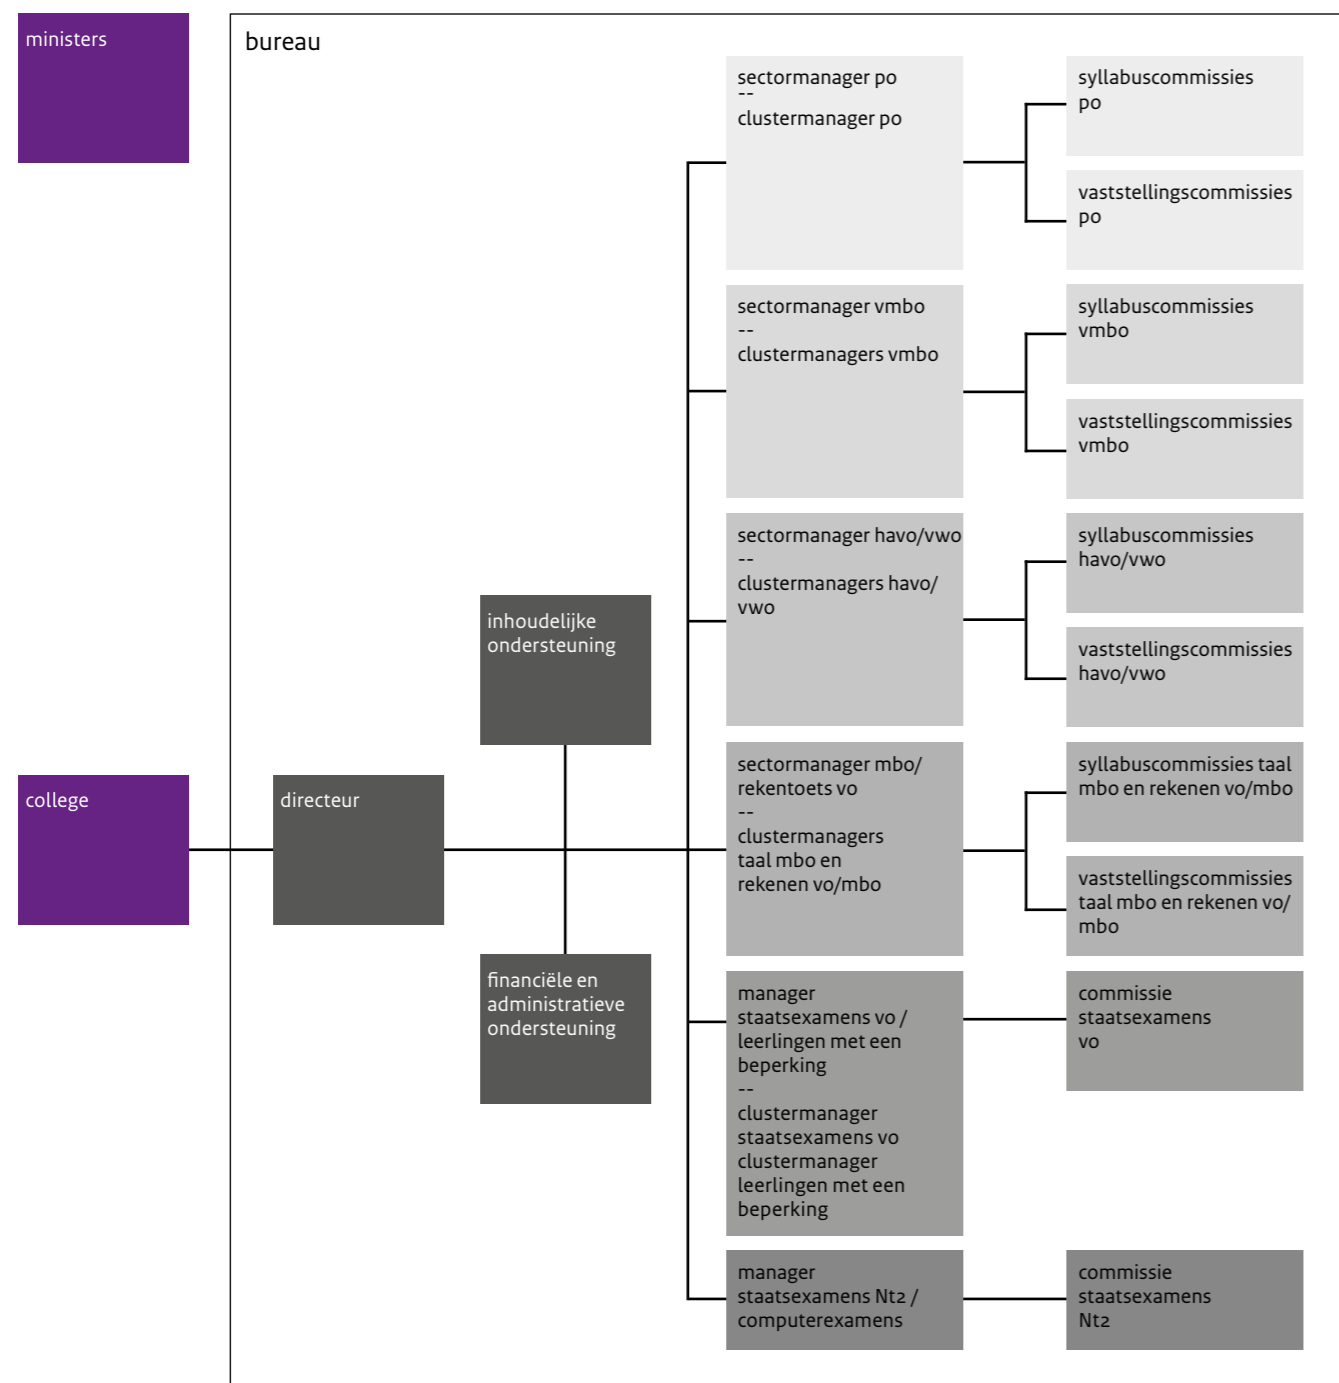 ministers
bureau
sectormanager po
--
clustermanager po
syllabuscommissies
po
vaststellingscommissies
po
sectormanager vmbo
--
clustermanagers vmbo
syllabuscommissies
vmbo
vaststellingscommissies
vmbo
sectormanager havo/vwo
--
clustermanagers havo/
vwo
syllabuscommissies
havo/vwo
vaststellingscommissies
havo/vwo
inhoudelijke
ondersteuning
college
directeur
sectormanager mbo/
rekentoets vo
--
clustermanagers
taal mbo en
rekenen vo/mbo
syllabuscommissies taal
mbo en rekenen vo/mbo
vaststellingscommissies
taal mbo en rekenen vo/
mbo
financiële en
administratieve
ondersteuning
manager
staatsexamens vo /
leerlingen met een
beperking
--
clustermanager
staatsexamens vo
clustermanager
leerlingen met een
beperking
commissie
staatsexamens
vo
manager
staatsexamens Nt2 /
computerexamens
commissie
staatsexamens
Nt2